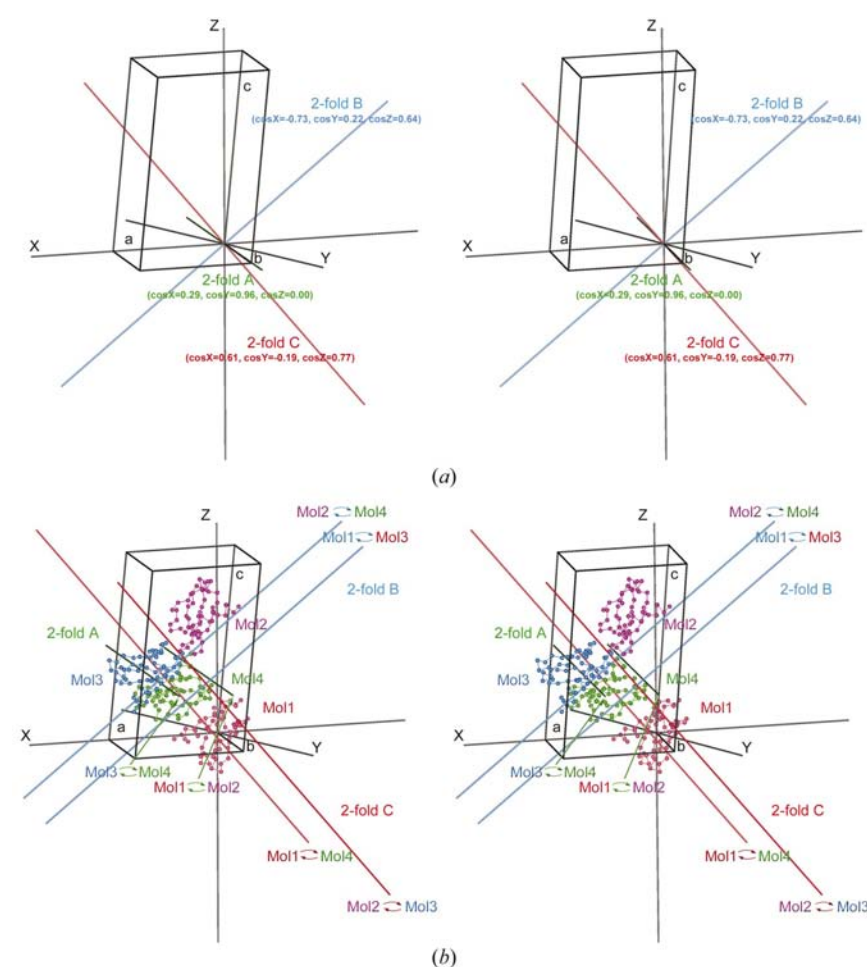 Z
Z
c
c
2-fold B
(cosX=-0.73, cosY=0.22, cosZ=0.64)
2-fold B
(cosX=-0.73, cosY=0.22, cosZ=0.64)
X
a
b
Y
X
a
b
Y
2-fold A
(cosX=0.29, cosY=0.96, cosZ=0.00)
2-fold A
(cosX=0.29, cosY=0.96, cosZ=0.00)
2-fold C
(cosX=0.61, cosY=-0.19, cosZ=0.77)
2-fold C
(cosX=0.61, cosY=-0.19, cosZ=0.77)
(a)
Mol2 Mol4
Mol2 Mol4
Z
Z
Mol1 Mol3
Mol1 Mol3
c
c
2-fold B
2-fold B
2-fold A
Mol2
2-fold A
Mol2
Mol3
Mol4
Mol3
Mol4
Mol1
Mol1
X
a
b
Y
X
a
b
Y
Mol3 Mol4
Mol3 Mol4
Mol1 Mol2
Mol1 Mol2
2-fold C
2-fold C
Mol1 Mol4
Mol1 Mol4
Mol2 Mol3
Mol2 Mol3
(b)